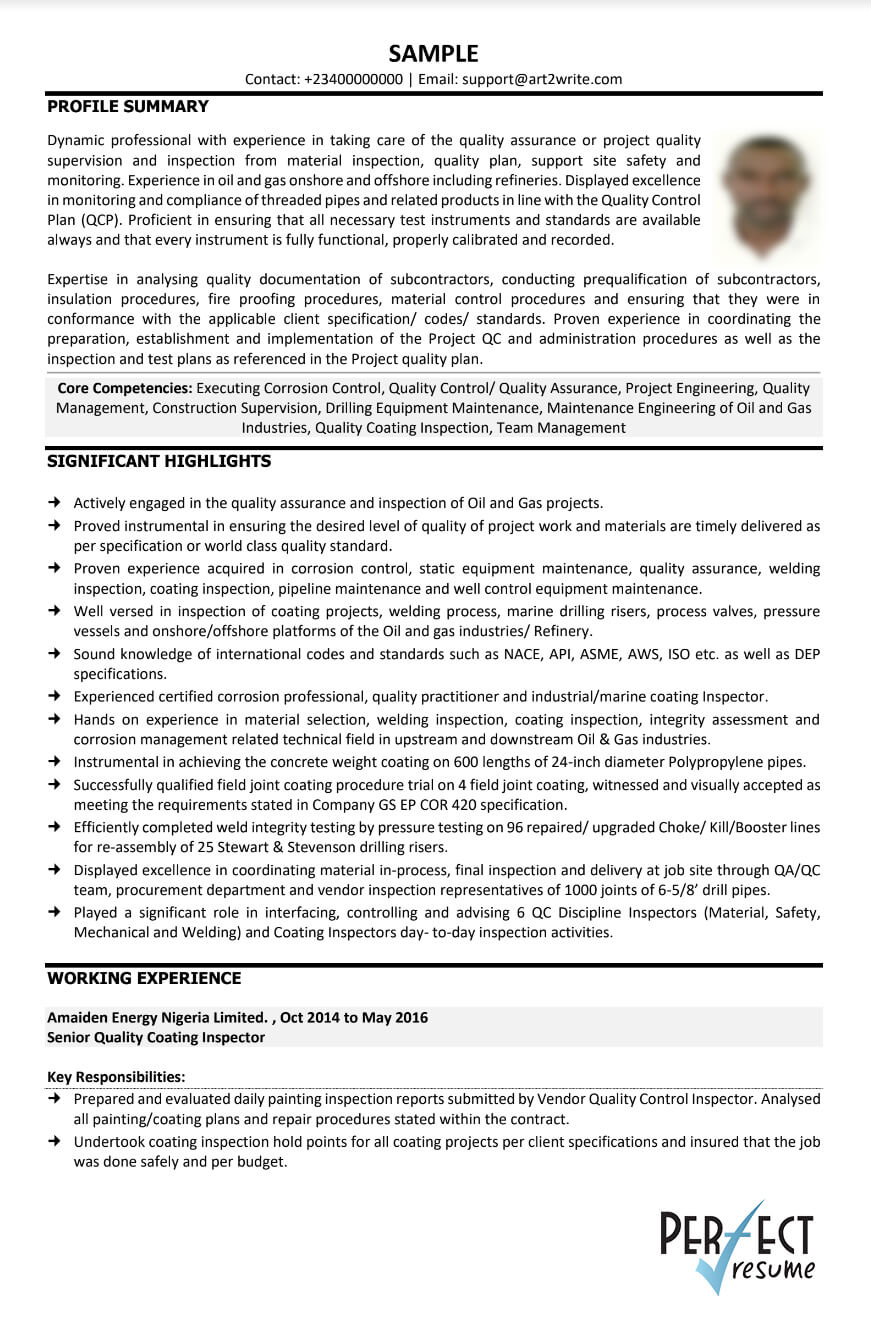 SAMPLE
Contact: +23400000000 | Email: support@art2write.com
PROFILE SUMMARY
Dynamic professional with experience in taking care of the quality assurance or project quality
supervision and inspection from material inspection, quality plan, support site safety and
monitoring. Experience in oil and gas onshore and offshore including refineries. Displayed excellence
in monitoring and compliance of threaded pipes and related products in line with the Quality Control
Plan (QCP). Proficient in ensuring that all necessary test instruments and standards are available
always and that every instrument is fully functional, properly calibrated and recorded.
Expertise in analysing quality documentation of subcontractors, conducting prequalification of subcontractors,
insulation procedures, fire proofing procedures, material control procedures and ensuring that they were in
conformance with the applicable client specification/ codes/ standards. Proven experience in coordinating the
preparation, establishment and implementation of the Project QC and administration procedures as well as the
inspection and test plans as referenced in the Project quality plan.
Core Competencies: Executing Corrosion Control, Quality Control/ Quality Assurance, Project Engineering, Quality
Management, Construction Supervision, Drilling Equipment Maintenance, Maintenance Engineering of Oil and Gas
Industries, Quality Coating Inspection, Team Management
SIGNIFICANT HIGHLIGHTS
➔ Actively engaged in the quality assurance and inspection of Oil and Gas projects.
➔ Proved instrumental in ensuring the desired level of quality of project work and materials are timely delivered as
per specification or world class quality standard.
➔ Proven experience acquired in corrosion control, static equipment maintenance, quality assurance, welding
inspection, coating inspection, pipeline maintenance and well control equipment maintenance.
➔ Well versed in inspection of coating projects, welding process, marine drilling risers, process valves, pressure
vessels and onshore/offshore platforms of the Oil and gas industries/ Refinery.
➔ Sound knowledge of international codes and standards such as NACE, API, ASME, AWS, ISO etc. as well as DEP
specifications.
➔ Experienced certified corrosion professional, quality practitioner and industrial/marine coating Inspector.
➔ Hands on experience in material selection, welding inspection, coating inspection, integrity assessment and
corrosion management related technical field in upstream and downstream Oil & Gas industries.
➔ Instrumental in achieving the concrete weight coating on 600 lengths of 24-inch diameter Polypropylene pipes.
➔ Successfully qualified field joint coating procedure trial on 4 field joint coating, witnessed and visually accepted as
meeting the requirements stated in Company GS EP COR 420 specification.
➔ Efficiently completed weld integrity testing by pressure testing on 96 repaired/ upgraded Choke/ Kill/Booster lines
for re-assembly of 25 Stewart & Stevenson drilling risers.
➔ Displayed excellence in coordinating material in-process, final inspection and delivery at job site through QA/QC
team, procurement department and vendor inspection representatives of 1000 joints of 6-5/8’ drill pipes.
➔ Played a significant role in interfacing, controlling and advising 6 QC Discipline Inspectors (Material, Safety,
Mechanical and Welding) and Coating Inspectors day- to-day inspection activities.
WORKING EXPERIENCE
Amaiden Energy Nigeria Limited. , Oct 2014 to May 2016
Senior Quality Coating Inspector
Key Responsibilities:
➔ Prepared and evaluated daily painting inspection reports submitted by Vendor Quality Control Inspector. Analysed
all painting/coating plans and repair procedures stated within the contract.
➔ Undertook coating inspection hold points for all coating projects per client specifications and insured that the job
was done safely and per budget.
PERFECT
resume